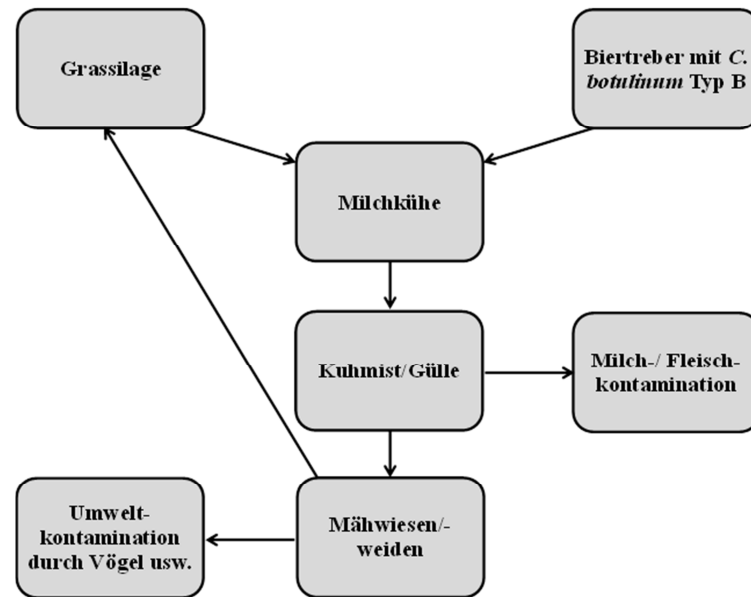 Grassilage
Biertreber mit C.
botulinum Typ B
Milchkühe
Kuhmist/Gülle
Milch-/ Fleisch-
kontamination
Umwelt-
kontamination
durch Vögel usw.
Mähwiesen/-
weiden